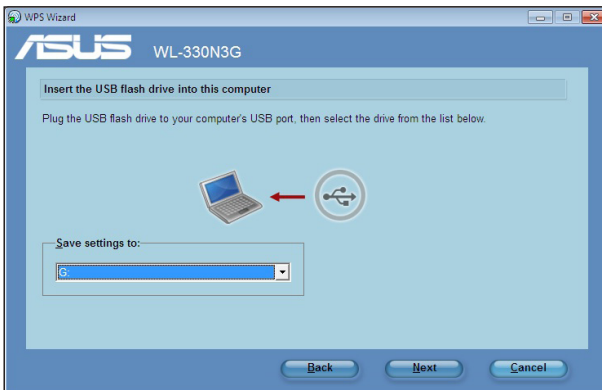 WPS Wizard
ASUS WL-330N3G
Insert the USB flash drive into this computer
Plug the USB flash drive to your computer's USB port, then select the drive from the list below.
Save settings to:
G:
Back Next Cancel